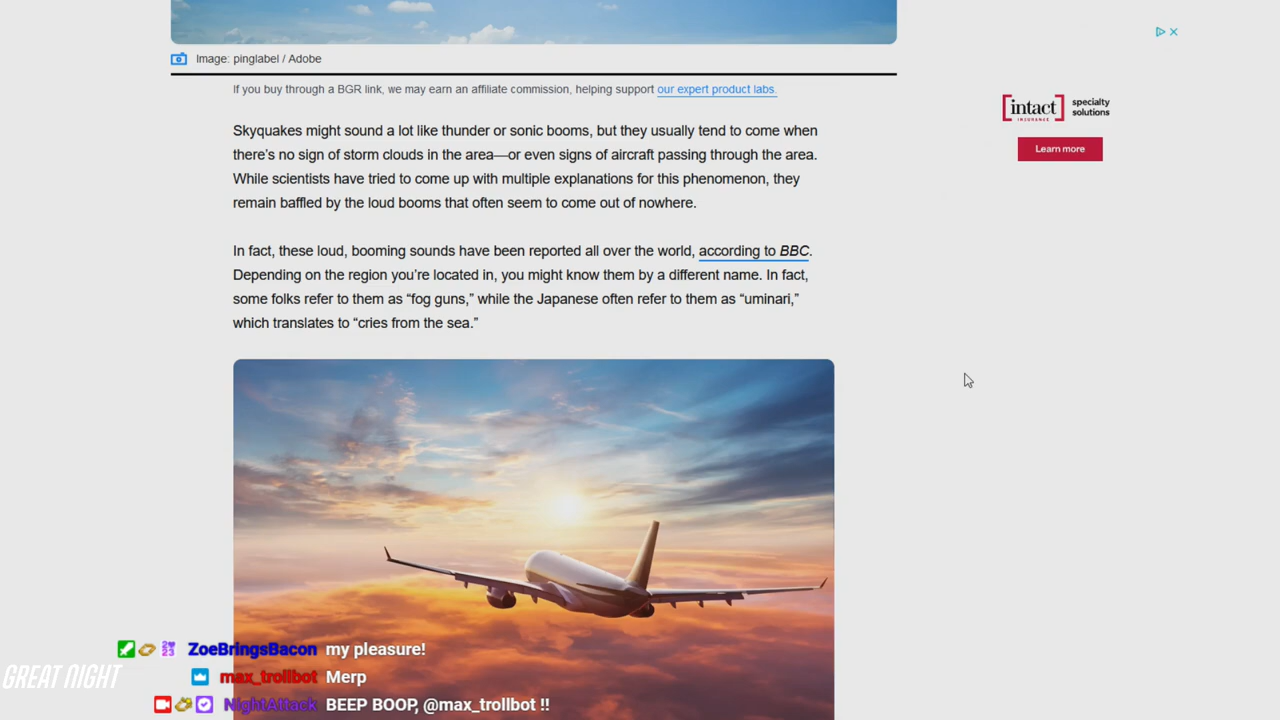 Image: pinglabel / Adobe
If you buy through a BGR link, we may earn an affiliate commission, helping support our expert product labs.
[intact] specialty
INSURANCE solutions
Learn more
Skyquakes might sound a lot like thunder or sonic booms, but they usually tend to come when
there’s no sign of storm clouds in the area—or even signs of aircraft passing through the area.
While scientists have tried to come up with multiple explanations for this phenomenon, they
remain baffled by the loud booms that often seem to come out of nowhere.
In fact, these loud, booming sounds have been reported all over the world, according to BBC.
Depending on the region you’re located in, you might know them by a different name. In fact,
some folks refer to them as “fog guns,” while the Japanese often refer to them as “uminari,”
which translates to “cries from the sea.”
ZoeBringsBacon my pleasure!
GREAT NIGHT
max_trollbot Merp
NightAttack BEEP BOOP, @max_trollbot !!